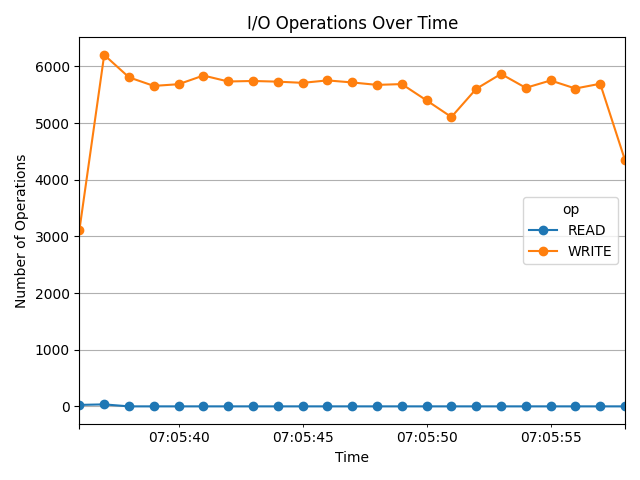 I/O Operations Over Time
Number of Operations
6000
5000
4000
3000
2000
1000
0
op
READ
WRITE
07:05:40
07:05:45
07:05:50
07:05:55
Time